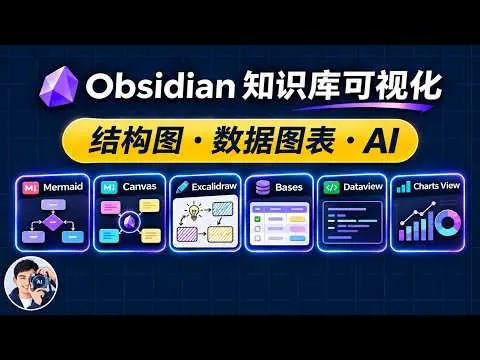 Obsidian 知识库可视化
结构图 · 数据图表 · AI
Mermaid
Canvas
Excalidraw
Bases
Dataview
Charts View
AI